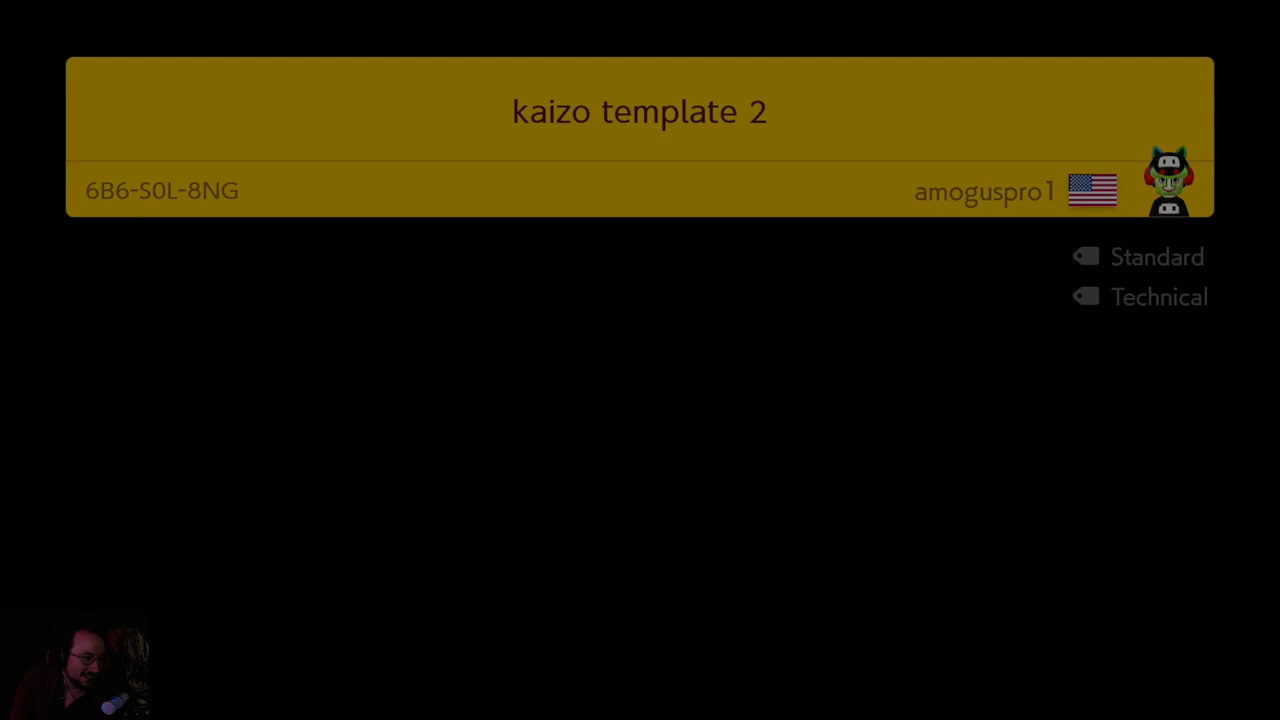 kaizo template 2
6B6-S0L-8NG
amoguspro1
Standard
Technical